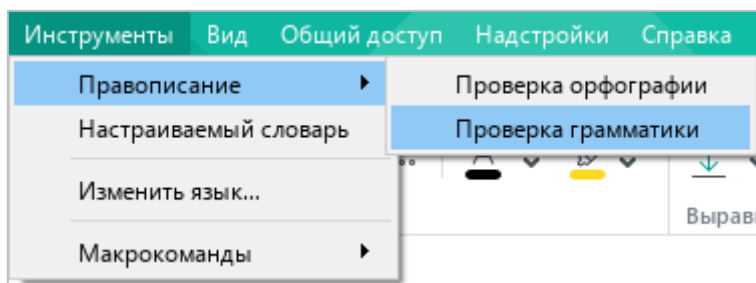 Инструменты Вид Общий доступ Надстройки Справка
Правописание Проверка орфографии
Настраиваемый словарь Проверка грамматики
Изменить язык...
Макрокоманды